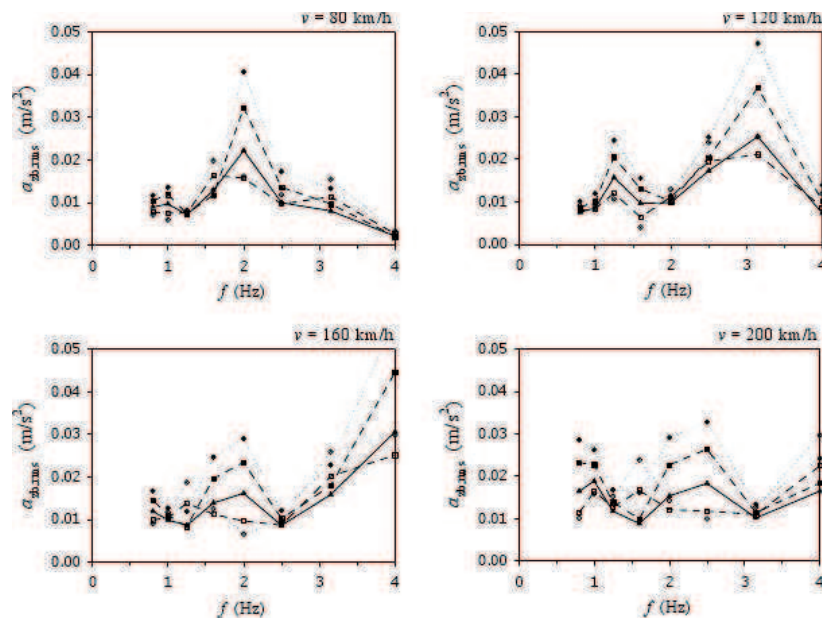 v = 80 km/h
0.05
0.04
0.03
0.02
0.01
0.00
a_zb,rms (m/s²)
0 1 2 3 4
f (Hz)
v = 120 km/h
0.05
0.04
0.03
0.02
0.01
0.00
a_zb,rms (m/s²)
0 1 2 3 4
f (Hz)
v = 160 km/h
0.05
0.04
0.03
0.02
0.01
0.00
a_zb,rms (m/s²)
0 1 2 3 4
f (Hz)
v = 200 km/h
0.05
0.04
0.03
0.02
0.01
0.00
a_zb,rms (m/s²)
0 1 2 3 4
f (Hz)